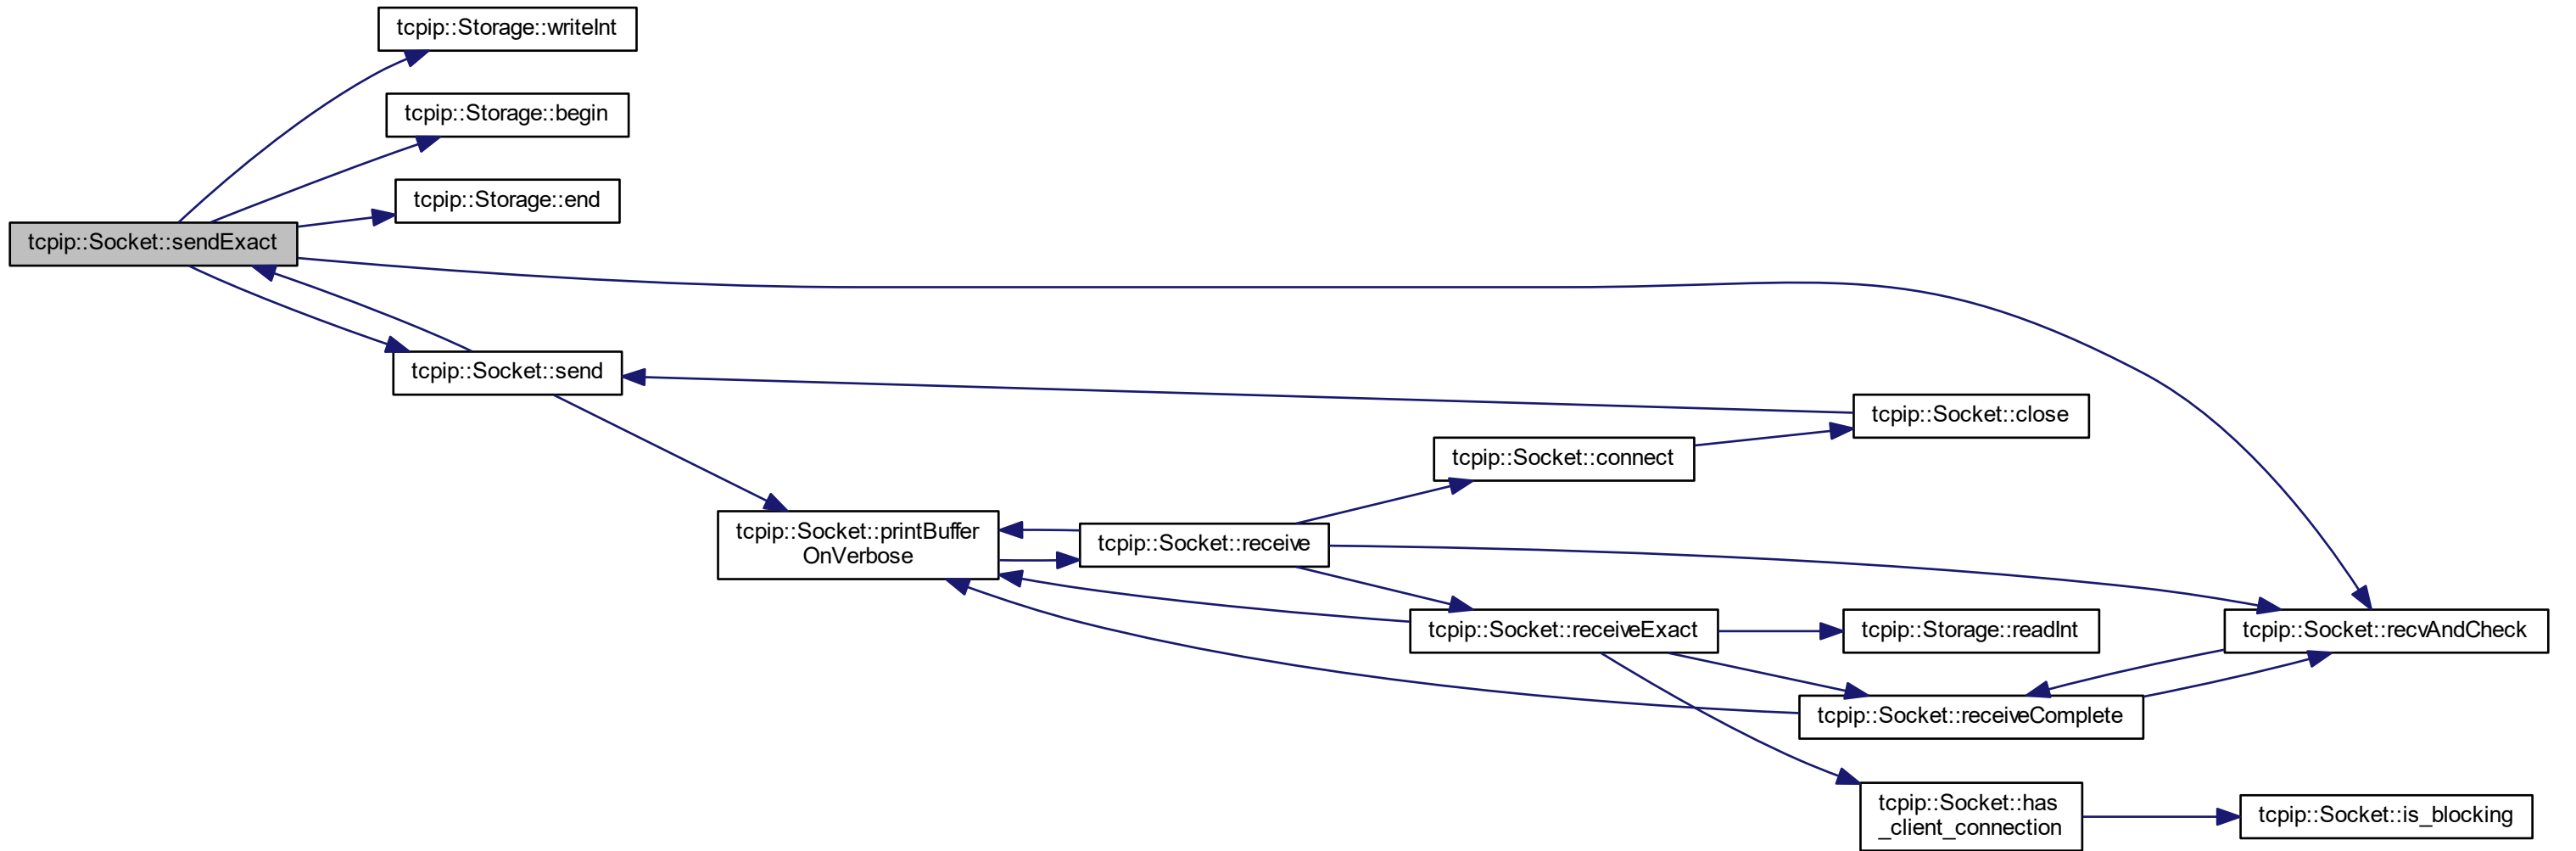 tcpip::Storage::writeInt
tcpip::Storage::begin
tcpip::Storage::end
tcpip::Socket::sendExact
tcpip::Socket::send
tcpip::Socket::close
tcpip::Socket::connect
tcpip::Socket::printBuffer
OnVerbose
tcpip::Socket::receive
tcpip::Socket::receiveExact
tcpip::Storage::readInt
tcpip::Socket::recvAndCheck
tcpip::Socket::receiveComplete
tcpip::Socket::has
_client_connection
tcpip::Socket::is_blocking